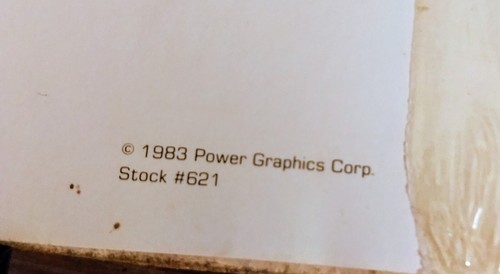 © 1983 Power Graphics Corp.
Stock #621